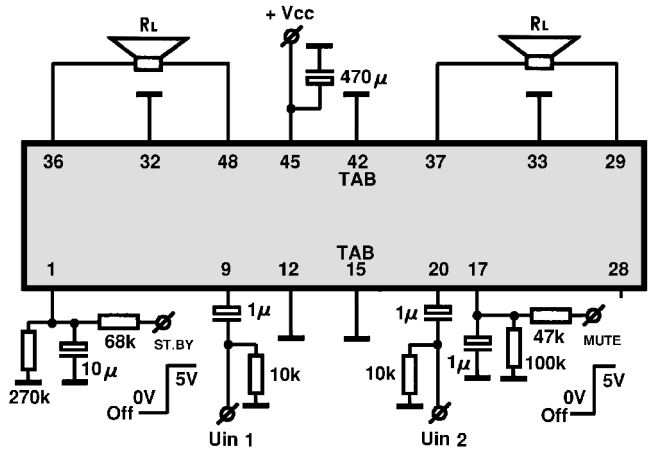 + Vcc
RL
RL
470µ
36 32 48 45 42 37 33 29
TAB
TAB
1 9 12 15 20 17 28
1µ
1µ
68k
ST.BY
47k
MUTE
10µ
1µ
100k
270k
10k
10k
0V
5V
Off
0V
5V
Off
Uin 1
Uin 2